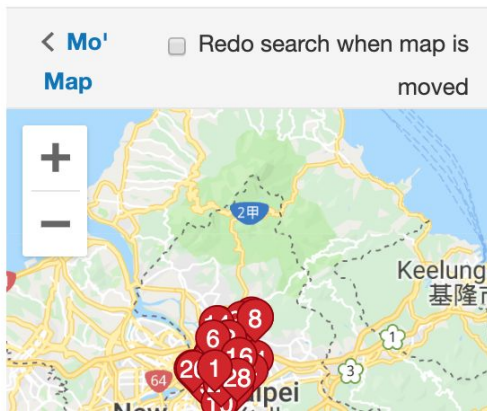 < Mo'
Map
Redo search when map is
moved
+
−
2甲
Keelung
基隆市
8
6
1
16
1
28
3
64
New